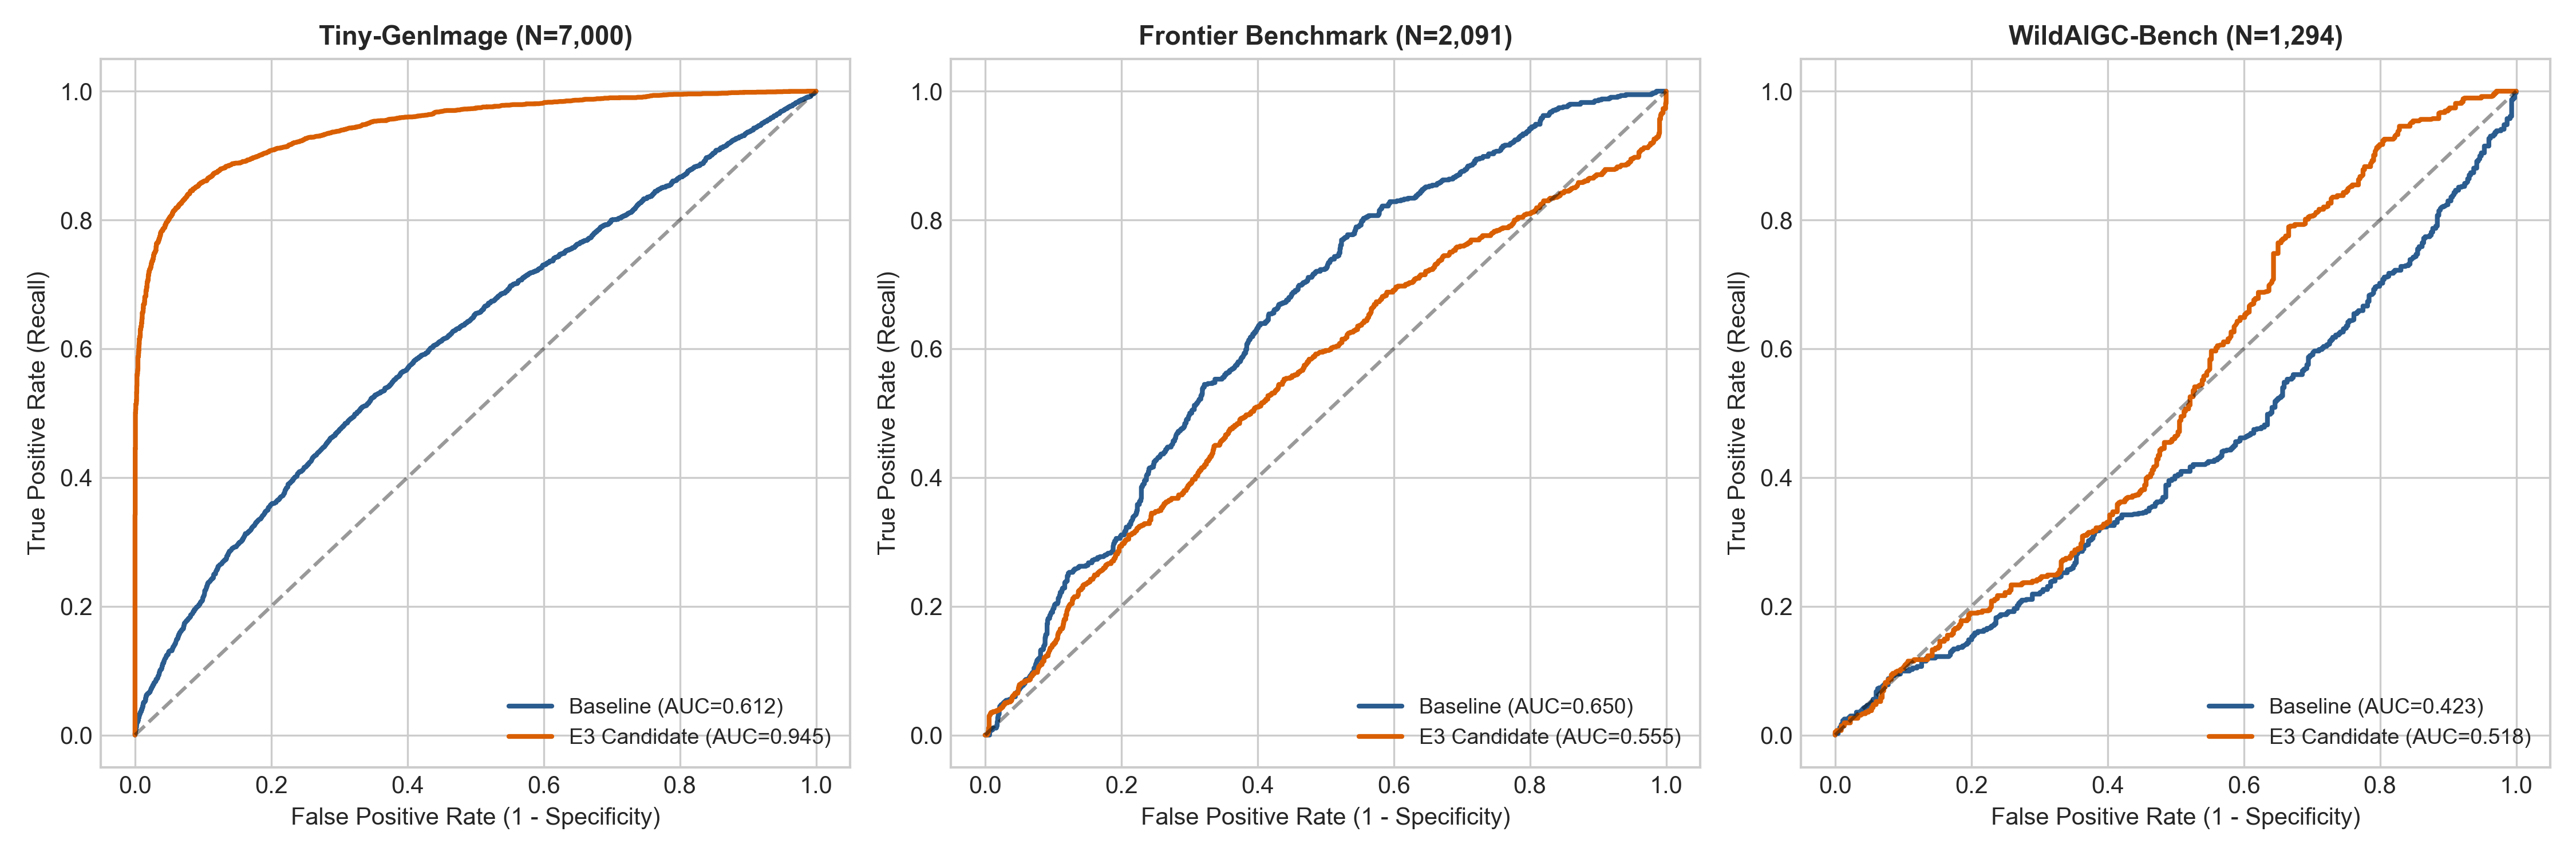 Tiny-GenImage (N=7,000)
True Positive Rate (Recall)
1.0
0.8
0.6
0.4
0.2
0.0
Baseline (AUC=0.612)
E3 Candidate (AUC=0.945)
0.0 0.2 0.4 0.6 0.8 1.0
False Positive Rate (1 - Specificity)
Frontier Benchmark (N=2,091)
True Positive Rate (Recall)
1.0
0.8
0.6
0.4
0.2
0.0
Baseline (AUC=0.650)
E3 Candidate (AUC=0.555)
0.0 0.2 0.4 0.6 0.8 1.0
False Positive Rate (1 - Specificity)
WildAIGC-Bench (N=1,294)
True Positive Rate (Recall)
1.0
0.8
0.6
0.4
0.2
0.0
Baseline (AUC=0.423)
E3 Candidate (AUC=0.518)
0.0 0.2 0.4 0.6 0.8 1.0
False Positive Rate (1 - Specificity)